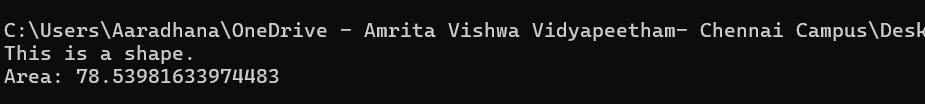 C:\Users\Aaradhana\OneDrive - Amrita Vishwa Vidyapeetham- Chennai Campus\Desk
This is a shape.
Area: 78.53981633974483